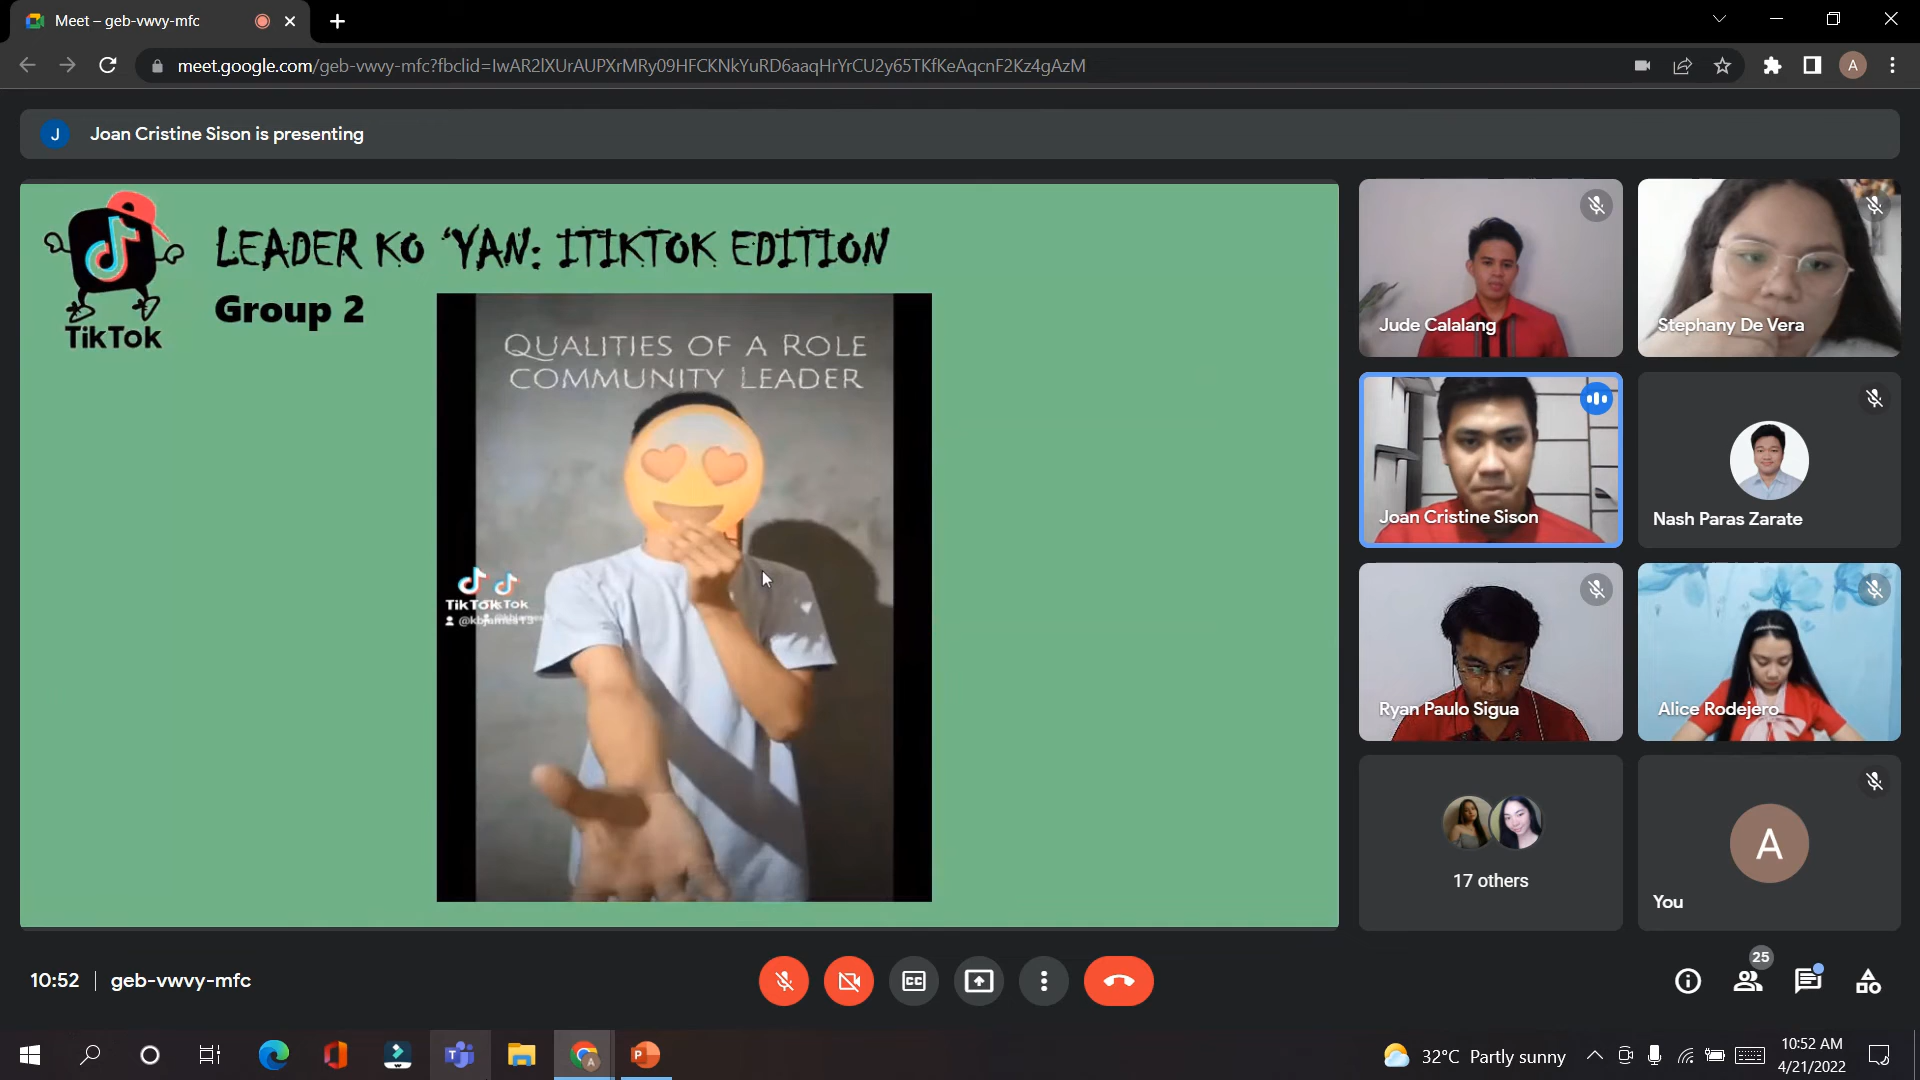 Meet – geb-vwvy-mfc
meet.google.com/geb-vwvy-mfc?fbclid=IwAR2lXUrAUPXrMRy09HFCKNkYuRD6aaqHrYrCU2y65TKfKeAqcnF2Kz4gAzM
A
J
Joan Cristine Sison is presenting
TikTok
LEADER KO ‘YAN: ITIKTOK EDITION
Group 2
QUALITIES OF A ROLE
COMMUNITY LEADER
TikTok
TikTok
@kbjames13
Jude Calalang
Stephany De Vera
Joan Cristine Sison
Nash Paras Zarate
Ryan Paulo Sigua
Alice Rodejero
17 others
A
You
10:52
geb-vwvy-mfc
25
32°C Partly sunny
10:52 AM
4/21/2022